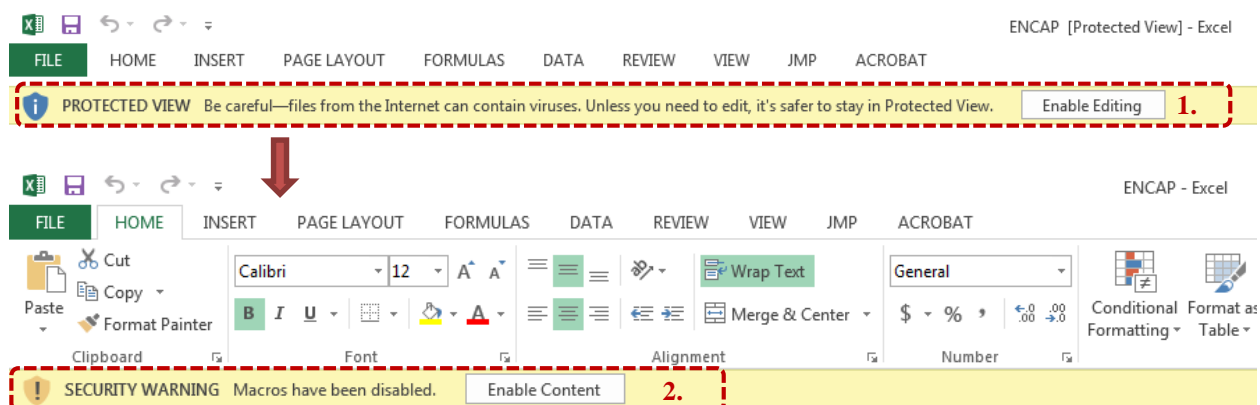 ENCAP [Protected View] - Excel
FILE HOME INSERT PAGE LAYOUT FORMULAS DATA REVIEW VIEW JMP ACROBAT
PROTECTED VIEW Be careful—files from the Internet can contain viruses. Unless you need to edit, it's safer to stay in Protected View. Enable Editing 1.
ENCAP - Excel
FILE HOME INSERT PAGE LAYOUT FORMULAS DATA REVIEW VIEW JMP ACROBAT
Cut
Calibri 12 A A Wrap Text General
Copy
Paste B I U A Merge & Center $ % , .0 .00 .00 .0 Conditional Format as
Format Painter Formatting Table
Clipboard Font Alignment Number
SECURITY WARNING Macros have been disabled. Enable Content 2.